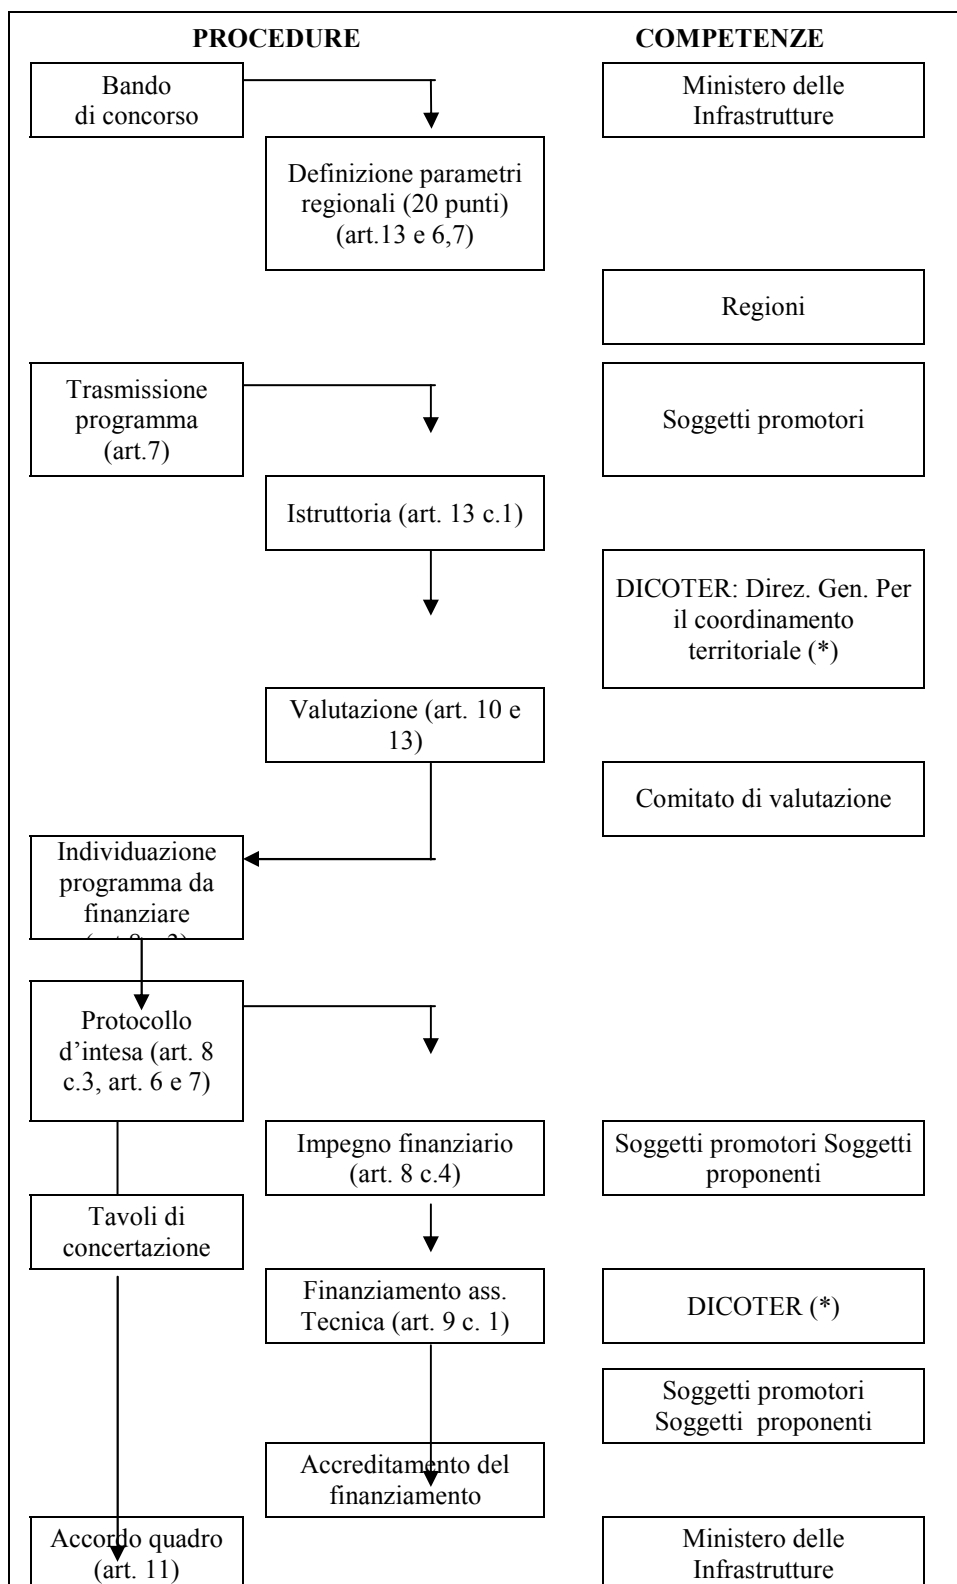 PROCEDURE
COMPETENZE
Bando
di concorso
Ministero delle
Infrastrutture
Definizione parametri
regionali (20 punti)
(art.13 e 6,7)
Regioni
Trasmissione
programma
(art.7)
Soggetti promotori
Istruttoria (art. 13 c.1)
DICOTER: Direz. Gen. Per
il coordinamento
territoriale (*)
Valutazione (art. 10 e
13)
Comitato di valutazione
Individuazione
programma da
finanziare
Protocollo
d’intesa (art. 8
c.3, art. 6 e 7)
Impegno finanziario
(art. 8 c.4)
Soggetti promotori Soggetti
proponenti
Tavoli di
concertazione
Finanziamento ass.
Tecnica (art. 9 c. 1)
DICOTER (*)
Soggetti promotori
Soggetti  proponenti
Accreditamento del
finanziamento
Accordo quadro
(art. 11)
Ministero delle
Infrastrutture